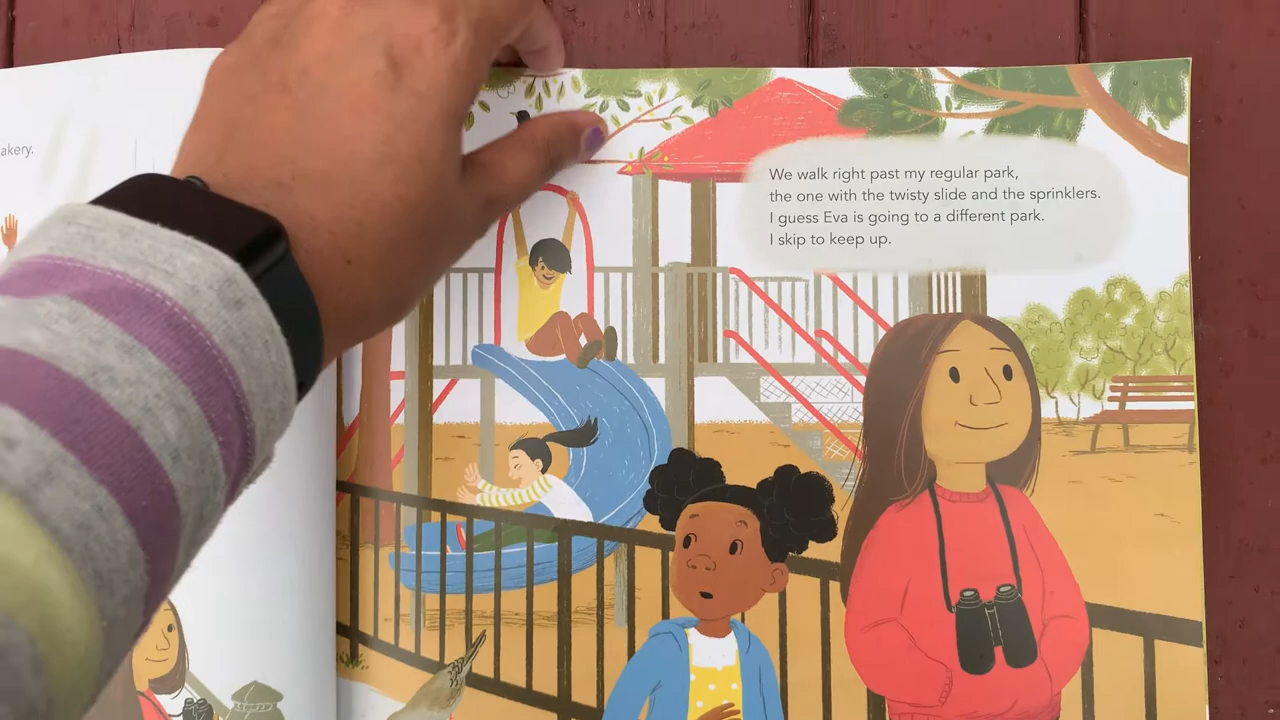 akery.
We walk right past my regular park,
the one with the twisty slide and the sprinklers.
I guess Eva is going to a different park.
I skip to keep up.